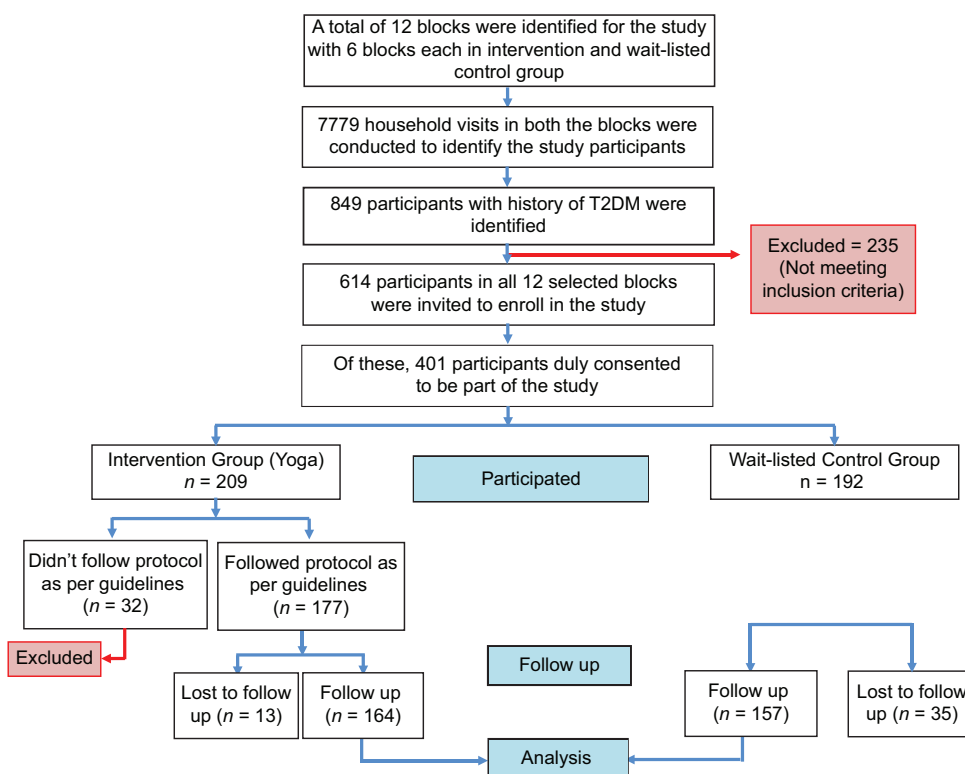 A total of 12 blocks were identified for the study
with 6 blocks each in intervention and wait-listed
control group
7779 household visits in both the blocks were
conducted to identify the study participants
849 participants with history of T2DM were
identified
Excluded = 235
(Not meeting
inclusion criteria)
614 participants in all 12 selected blocks
were invited to enroll in the study
Of these, 401 participants duly consented
to be part of the study
Intervention Group (Yoga)
n = 209
Participated
Wait-listed Control Group
n = 192
Didn't follow protocol
as per guidelines
(n = 32)
Followed protocol as
per guidelines
(n = 177)
Excluded
Follow up
Lost to follow
up (n = 13)
Follow up
(n = 164)
Follow up
(n = 157)
Lost to follow
up (n = 35)
Analysis